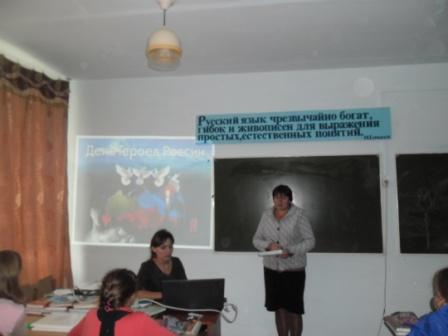 Русский язык чрезвычайно богат,
гибок и живописен для выражения
простых,естественных понятий.
День Героев России